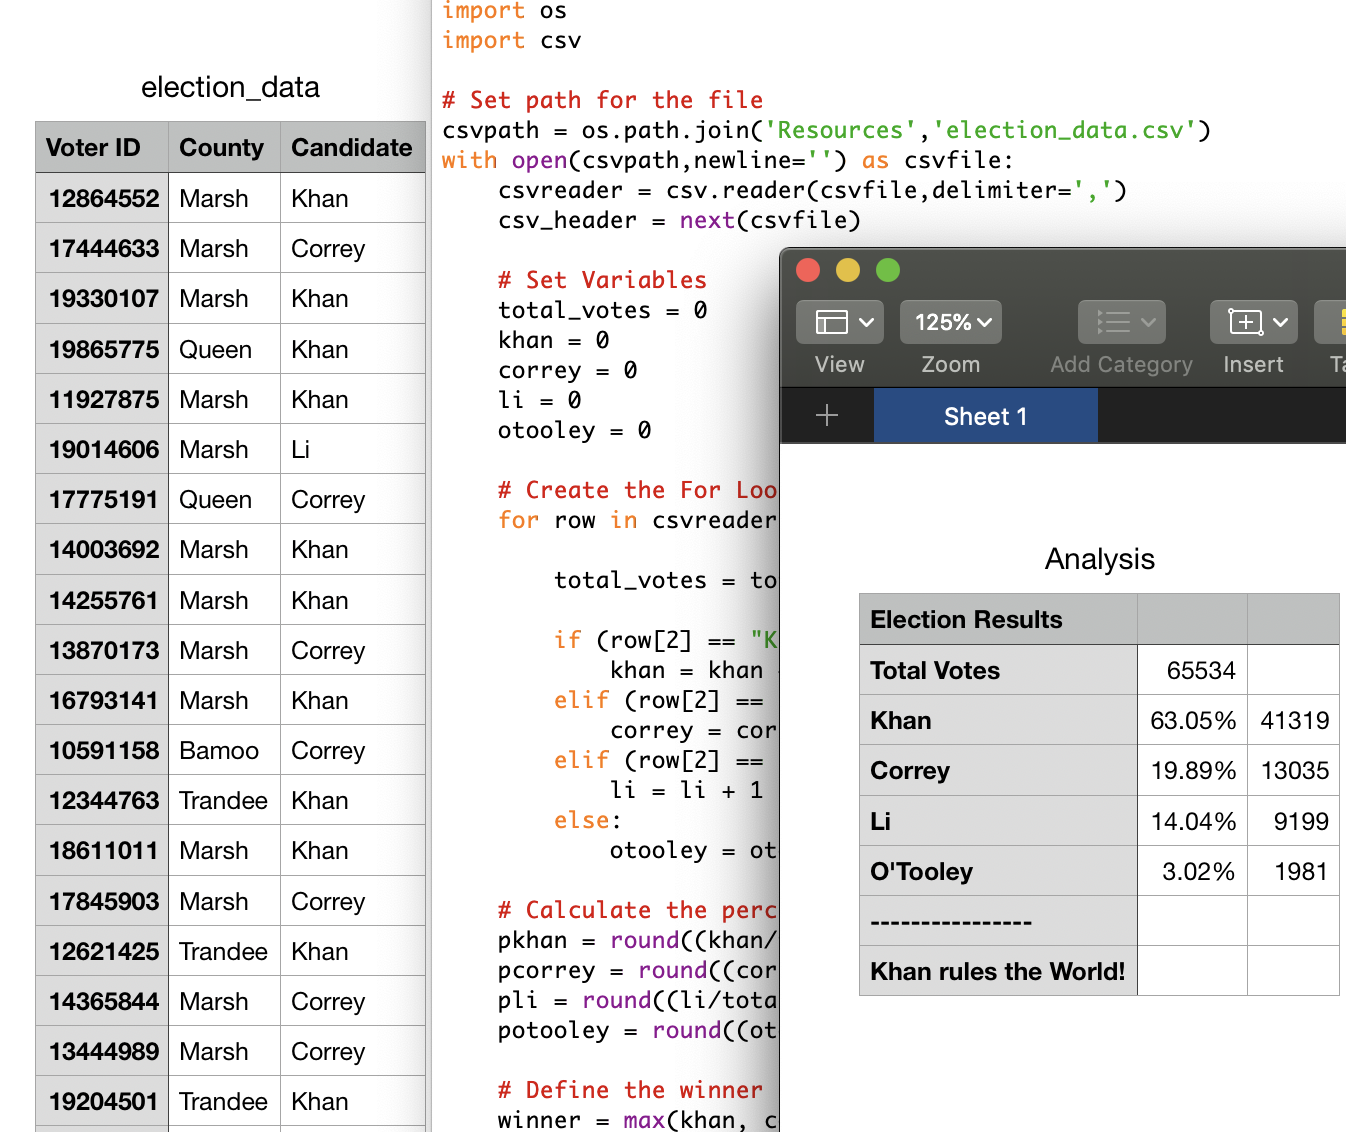 election_data
Voter ID County Candidate
12864552 Marsh Khan
17444633 Marsh Correy
19330107 Marsh Khan
19865775 Queen Khan
11927875 Marsh Khan
19014606 Marsh Li
17775191 Queen Correy
14003692 Marsh Khan
14255761 Marsh Khan
13870173 Marsh Correy
16793141 Marsh Khan
10591158 Bamoo Correy
12344763 Trandee Khan
18611011 Marsh Khan
17845903 Marsh Correy
12621425 Trandee Khan
14365844 Marsh Correy
13444989 Marsh Correy
19204501 Trandee Khan
import os
import csv
# Set path for the file
csvpath = os.path.join('Resources','election_data.csv')
with open(csvpath,newline='') as csvfile:
    csvreader = csv.reader(csvfile,delimiter=',')
    csv_header = next(csvfile)
    # Set Variables
    total_votes = 0
    khan = 0
    correy = 0
    li = 0
    otooley = 0
    # Create the For Loo
    for row in csvreader
        total_votes = to
        if (row[2] == "K
            khan = khan
        elif (row[2] ==
            correy = cor
        elif (row[2] ==
            li = li + 1
        else:
            otooley = ot
    # Calculate the perc
    pkhan = round((khan/
    pcorrey = round((cor
    pli = round((li/tota
    potooley = round((ot
    # Define the winner
    winner = max(khan, c
125%
View Zoom Add Category Insert Ta
+ Sheet 1
Analysis
Election Results
Total Votes 65534
Khan 63.05% 41319
Correy 19.89% 13035
Li 14.04% 9199
O'Tooley 3.02% 1981
----------------
Khan rules the World!